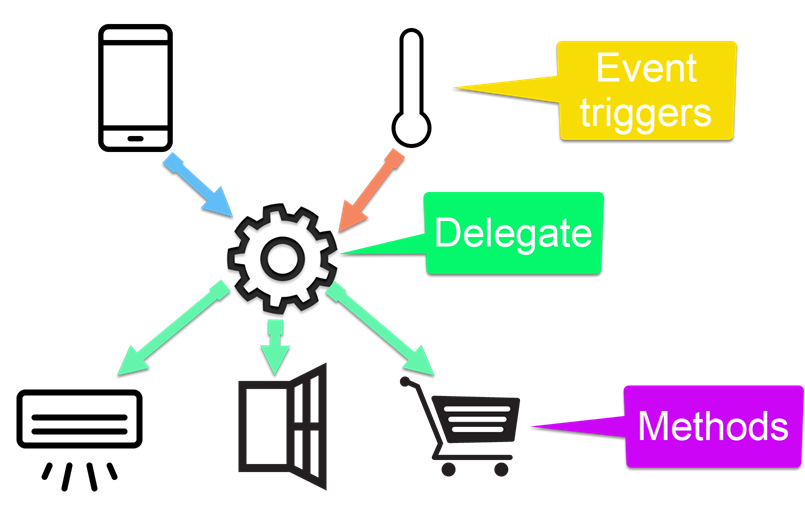 Event
triggers
Delegate
Methods